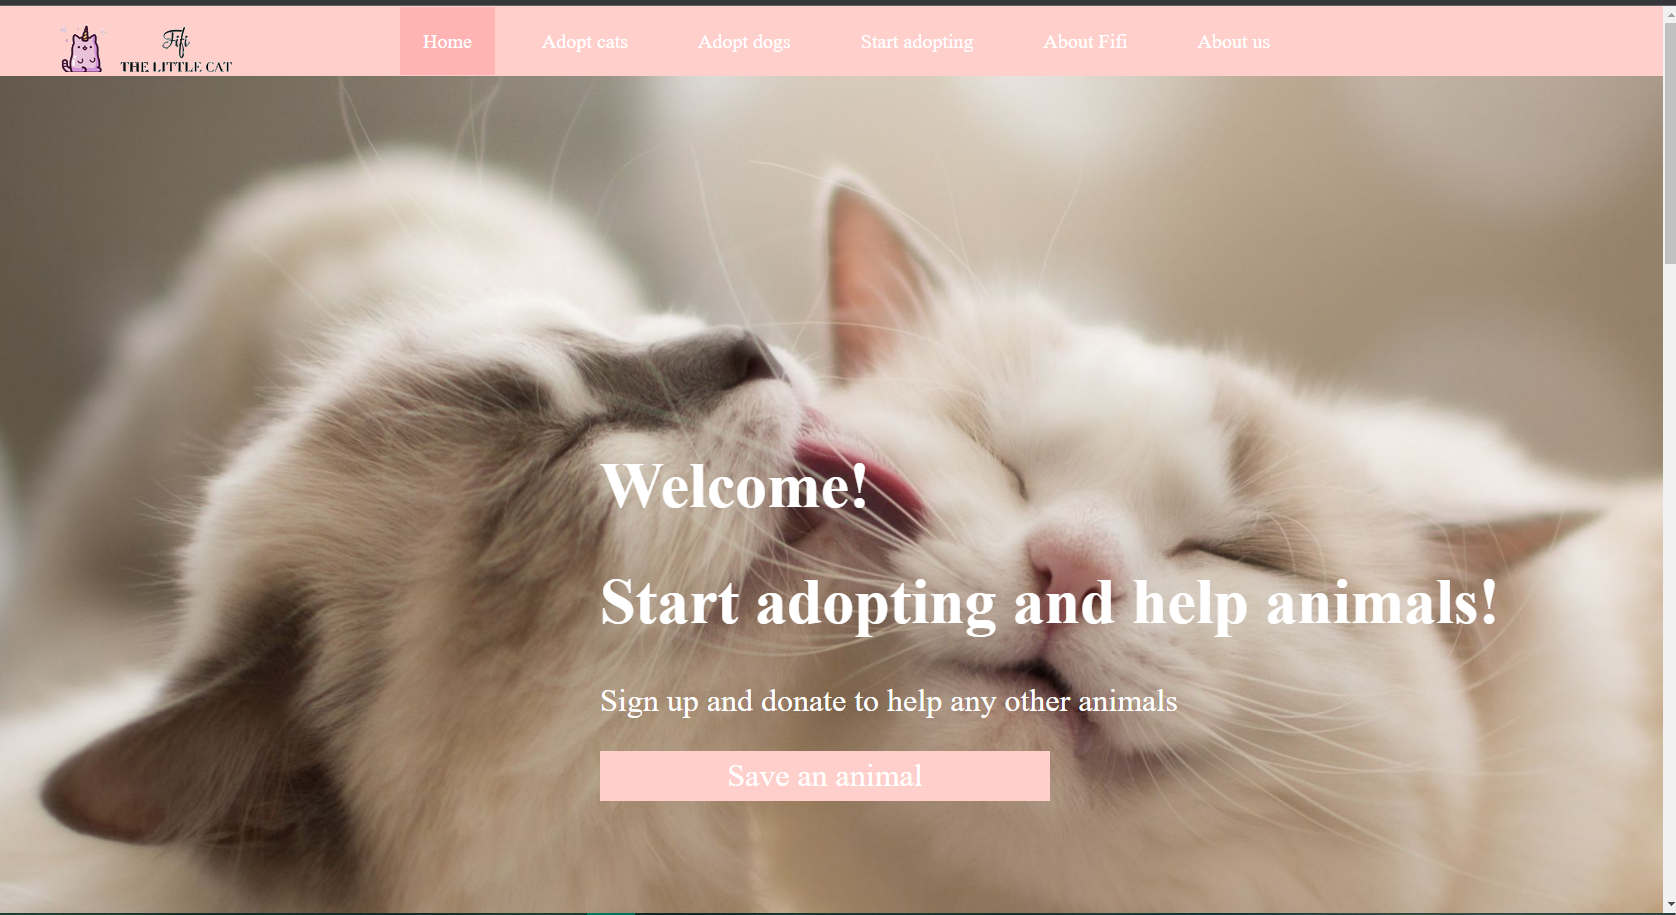 Fifi
THE LITTLE CAT
Home
Adopt cats
Adopt dogs
Start adopting
About Fifi
About us
Welcome!
Start adopting and help animals!
Sign up and donate to help any other animals
Save an animal